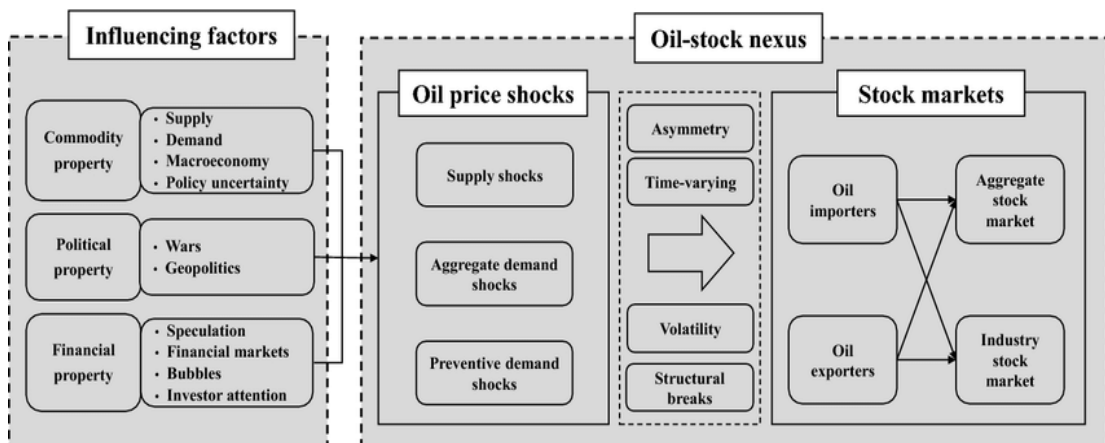 Influencing factors
Commodity
property
· Supply
· Demand
· Macroeconomy
· Policy uncertainty
Political
property
· Wars
· Geopolitics
Financial
property
· Speculation
· Financial markets
· Bubbles
· Investor attention
Oil-stock nexus
Oil price shocks
Supply shocks
Aggregate demand
shocks
Preventive demand
shocks
Asymmetry
Time-varying
Volatility
Structural
breaks
Stock markets
Oil
importers
Oil
exporters
Aggregate
stock
market
Industry
stock
market